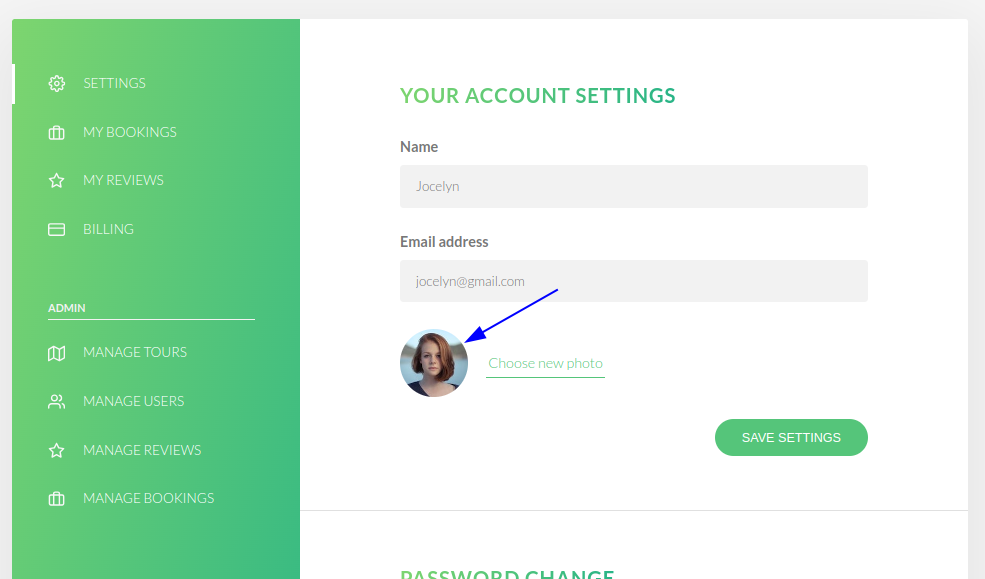 SETTINGS
MY BOOKINGS
MY REVIEWS
BILLING
ADMIN
MANAGE TOURS
MANAGE USERS
MANAGE REVIEWS
MANAGE BOOKINGS
YOUR ACCOUNT SETTINGS
Name
Jocelyn
Email address
jocelyn@gmail.com
Choose new photo
SAVE SETTINGS
PASSWORD CHANGE